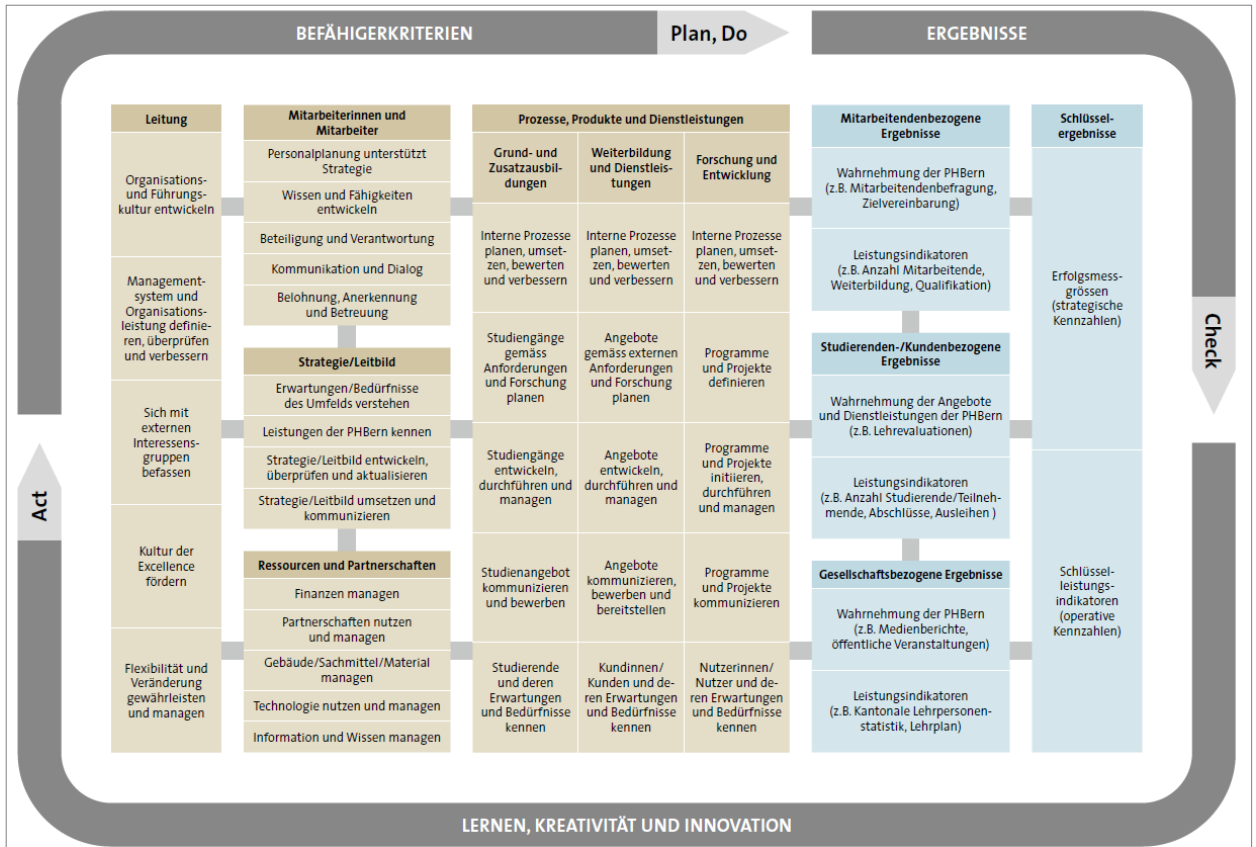 BEFÄHIGERKRITERIEN
Plan, Do
ERGEBNISSE
Leitung
Organisations-
und Führungs-
kultur entwickeln
Management-
system und
Organisations-
leistung definie-
ren, überprüfen
und verbessern
Sich mit
externen
Interessens-
gruppen
befassen
Kultur der
Excellence
fördern
Flexibilität und
Veränderung
gewährleisten
und managen
Mitarbeiterinnen und
Mitarbeiter
Personalplanung unterstützt
Strategie
Wissen und Fähigkeiten
entwickeln
Beteiligung und Verantwortung
Kommunikation und Dialog
Belohnung, Anerkennung
und Betreuung
Strategie/Leitbild
Erwartungen/Bedürfnisse
des Umfelds verstehen
Leistungen der PHBern kennen
Strategie/Leitbild entwickeln,
überprüfen und aktualisieren
Strategie/Leitbild umsetzen und
kommunizieren
Ressourcen und Partnerschaften
Finanzen managen
Partnerschaften nutzen
und managen
Gebäude/Sachmittel/Material
managen
Technologie nutzen und managen
Information und Wissen managen
Prozesse, Produkte und Dienstleistungen
Grund- und
Zusatzausbil-
dungen
Interne Prozesse
planen, umset-
zen, bewerten
und verbessern
Studiengänge
gemäss
Anforderungen
und Forschung
planen
Studiengänge
entwickeln,
durchführen und
managen
Studienangebot
kommunizieren
und bewerben
Studierende
und deren
Erwartungen
und Bedürfnisse
kennen
Weiterbildung
und Dienstleis-
tungen
Interne Prozesse
planen, umset-
zen, bewerten
und verbessern
Angebote
gemäss externen
Anforderungen
und Forschung
planen
Angebote
entwickeln,
durchführen und
managen
Angebote
kommunizieren,
bewerben und
bereitstellen
Kundinnen/
Kunden und de-
ren Erwartungen
und Bedürfnisse
kennen
Forschung und
Entwicklung
Interne Prozesse
planen, umset-
zen, bewerten
und verbessern
Programme
und Projekte
definieren
Programme
und Projekte
initiieren,
durchführen
und managen
Programme
und Projekte
kommunizieren
Nutzerinnen/
Nutzer und de-
ren Erwartungen
und Bedürfnisse
kennen
Mitarbeitendenbezogene
Ergebnisse
Wahrnehmung der PHBern
(z.B. Mitarbeitendenbefragung,
Zielvereinbarung)
Leistungsindikatoren
(z.B. Anzahl Mitarbeitende,
Weiterbildung, Qualifikation)
Studierenden-/Kundenbezogene
Ergebnisse
Wahrnehmung der Angebote
und Dienstleistungen der PHBern
(z.B. Lehrevaluationen)
Leistungsindikatoren
(z.B. Anzahl Studierende/Teilneh-
mende, Abschlüsse, Ausleihen )
Gesellschaftsbezogene Ergebnisse
Wahrnehmung der PHBern
(z.B. Medienberichte,
öffentliche Veranstaltungen)
Leistungsindikatoren
(z.B. Kantonale Lehrpersonen-
statistik, Lehrplan)
Schlüssel-
ergebnisse
Erfolgsmess-
grössen
(strategische
Kennzahlen)
Schlüssel-
leistungs-
indikatoren
(operative
Kennzahlen)
Check
Act
LERNEN, KREATIVITÄT UND INNOVATION